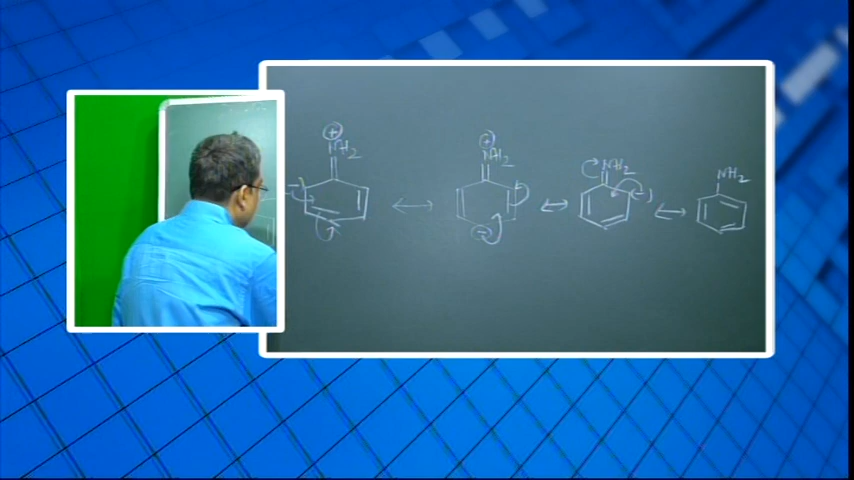 ⊕ ⊕
NH2 NH2 NH2 NH2
(-) (-)
(-)